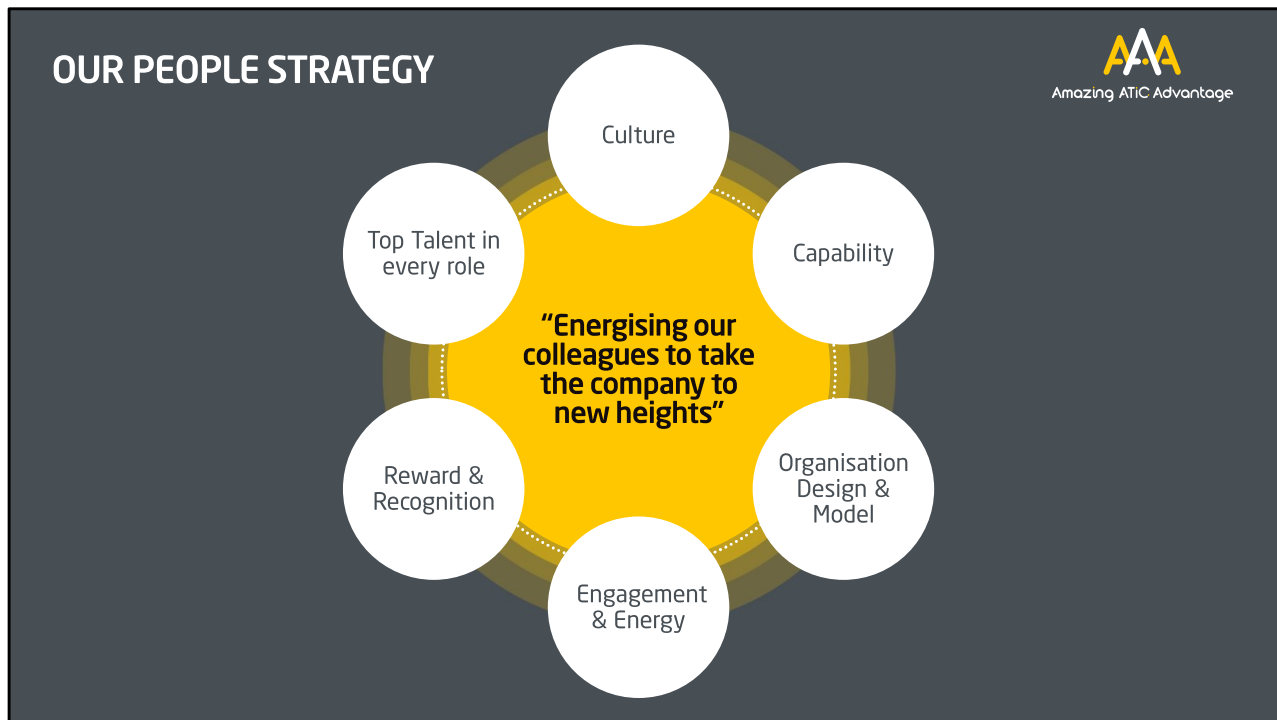 OUR PEOPLE STRATEGY
AAA
Amazing ATiC Advantage
Culture
Top Talent in
every role
Capability
“Energising our
colleagues to take
the company to
new heights”
Reward &
Recognition
Organisation
Design &
Model
Engagement
& Energy